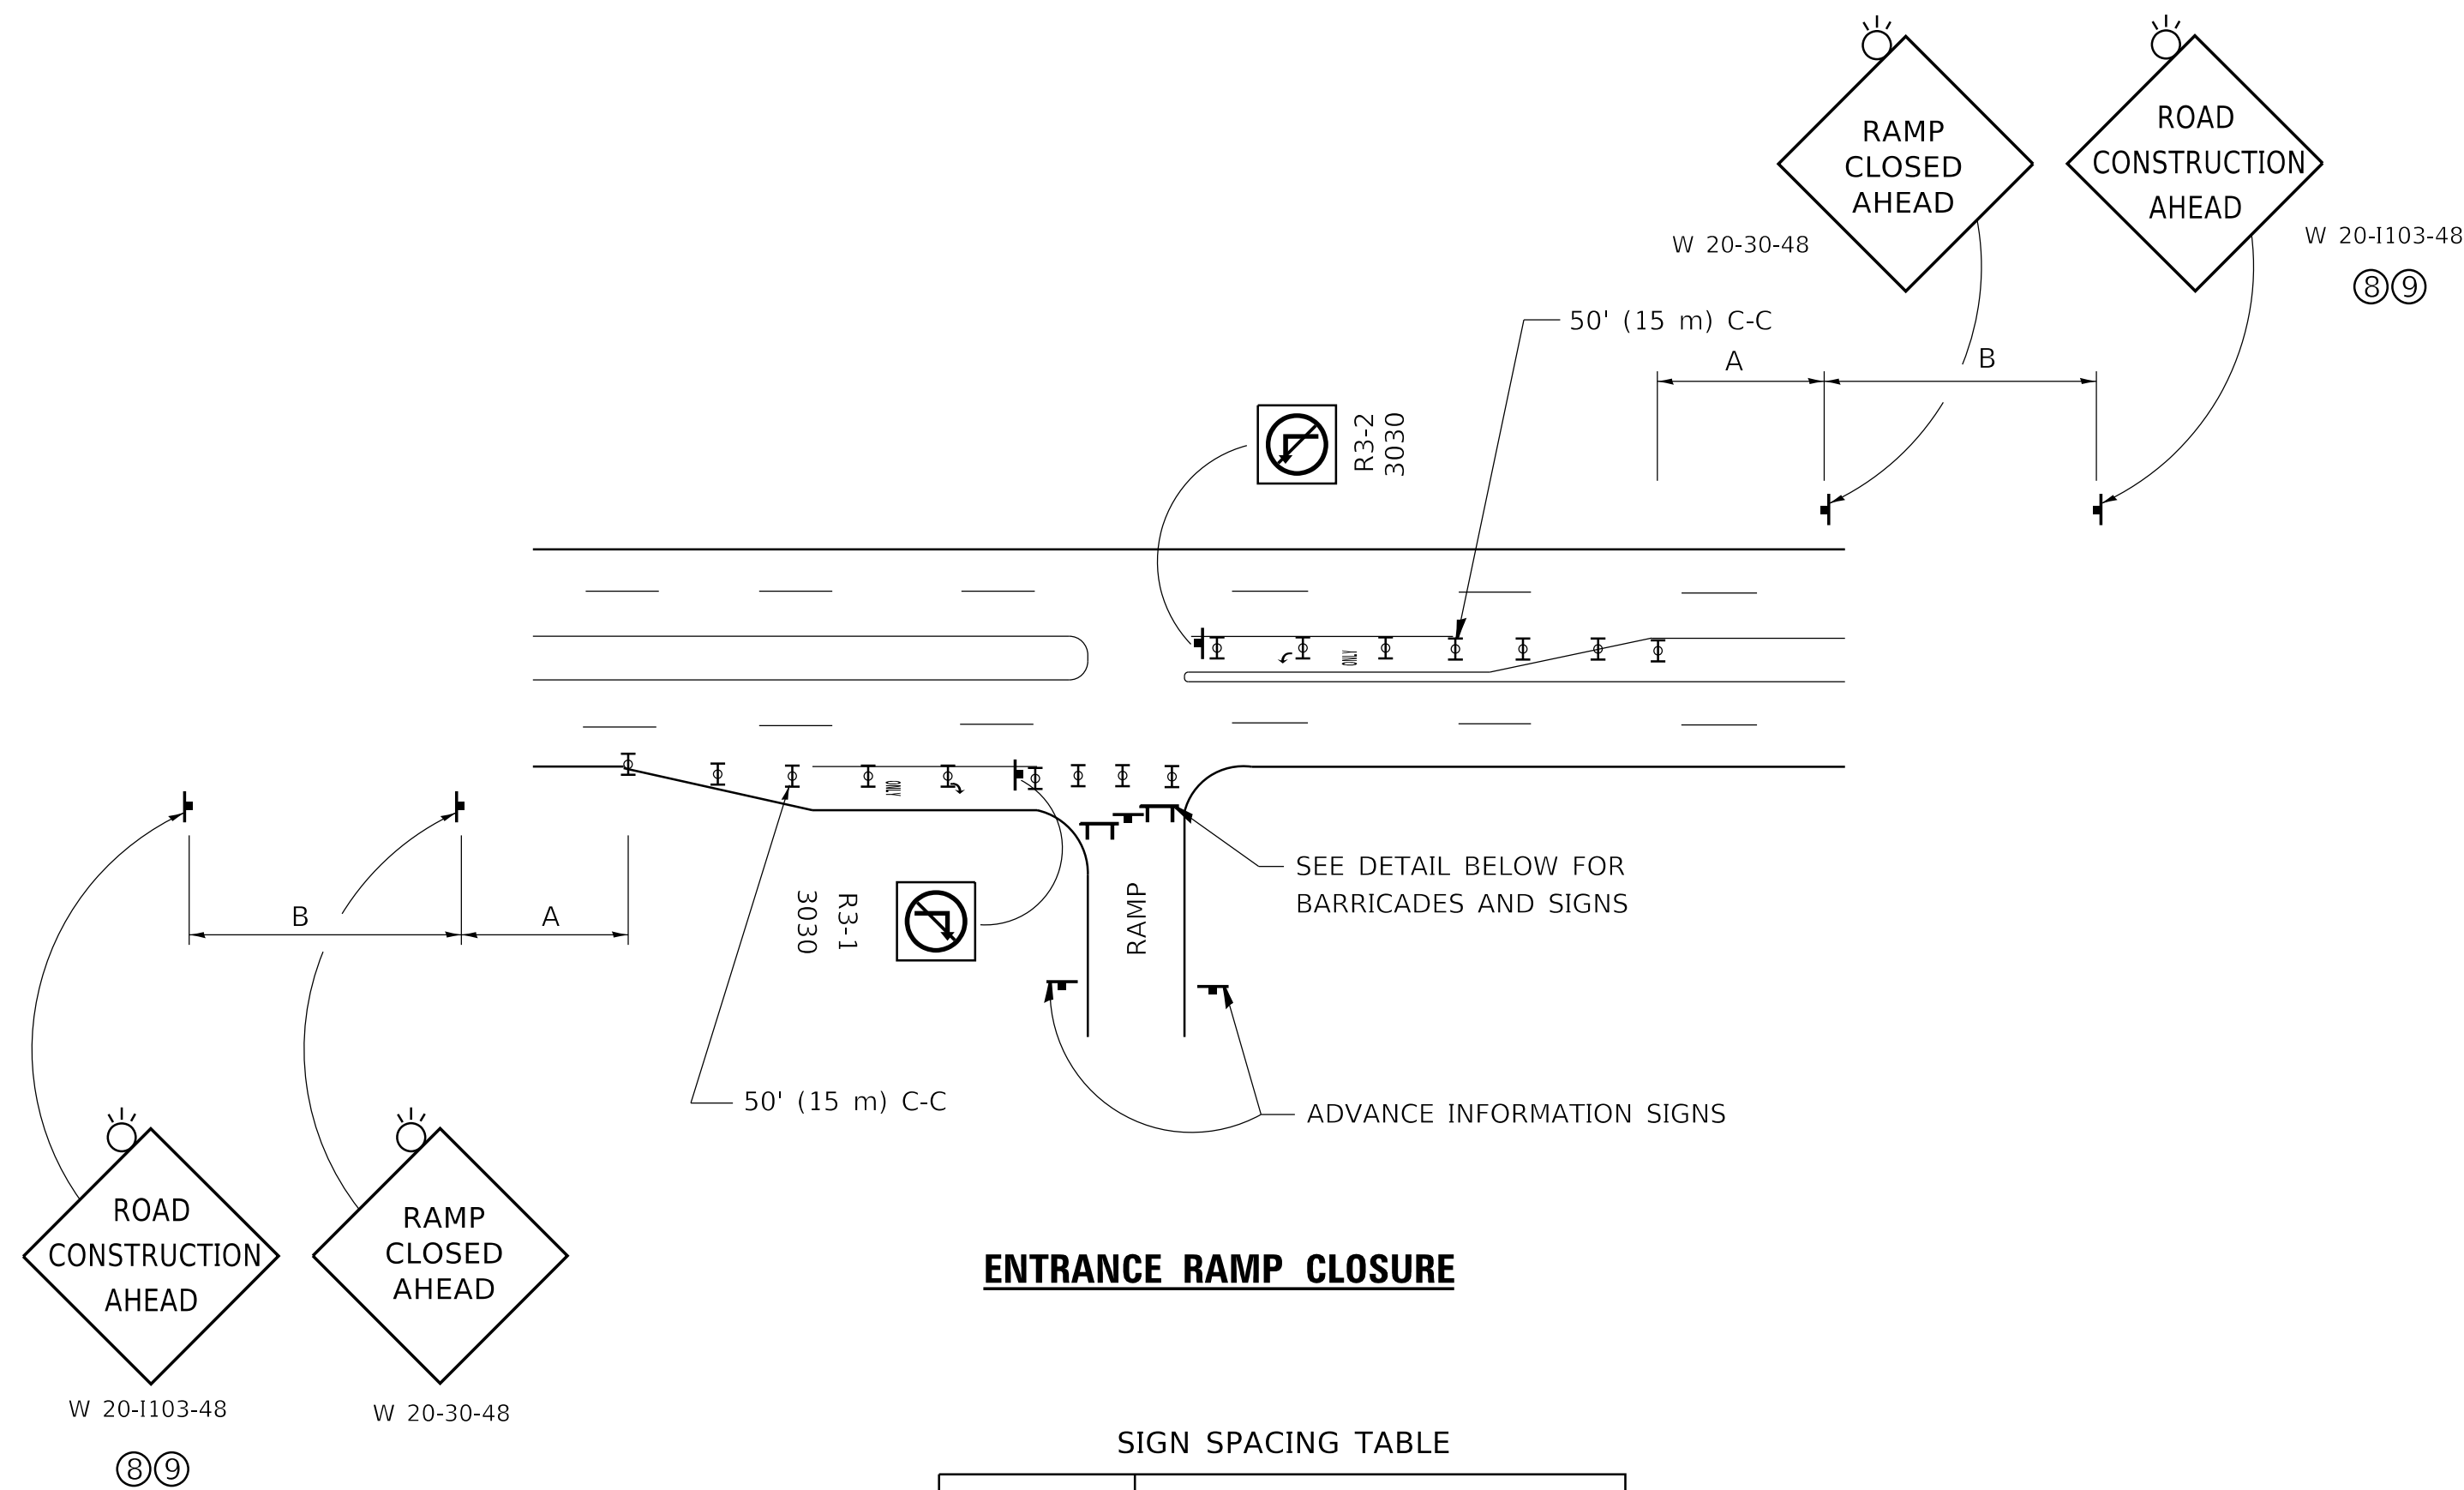 RAMP
CLOSED
AHEAD
W 20-30-48
ROAD
CONSTRUCTION
AHEAD
W 20-I103-48
⑧⑨
50' (15 m) C-C
A
B
R3-2
3030
ONLY
ONLY
SEE DETAIL BELOW FOR
BARRICADES AND SIGNS
RAMP
R3-1
3030
B
A
50' (15 m) C-C
ADVANCE INFORMATION SIGNS
ROAD
CONSTRUCTION
AHEAD
W 20-I103-48
⑧⑨
RAMP
CLOSED
AHEAD
W 20-30-48
ENTRANCE RAMP CLOSURE
SIGN SPACING TABLE